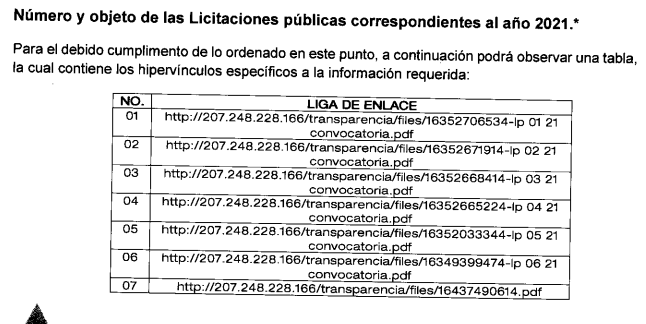 Número y objeto de las Licitaciones públicas correspondientes al año 2021.*
Para el debido cumplimento de lo ordenado en este punto, a continuación podrá observar una tabla,
la cual contiene los hipervínculos específicos a la información requerida:
NO. LIGA DE ENLACE
01 http://207.248.228.166/transparencia/files/16352706534-lp 01 21
convocatoria.pdf
02 http://207.248.228.166/transparencia/files/16352671914-lp 02 21
convocatoria.pdf
03 http://207.248.228.166/transparencia/files/16352668414-lp 03 21
convocatoria.pdf
04 http://207.248.228.166/transparencia/files/16352665224-lp 04 21
convocatoria.pdf
05 http://207.248.228.166/transparencia/files/16352033344-lp 05 21
convocatoria.pdf
06 http://207.248.228.166/transparencia/files/16349399474-lp 06 21
convocatoria.pdf
07 http://207.248.228.166/transparencia/files/16437490614.pdf